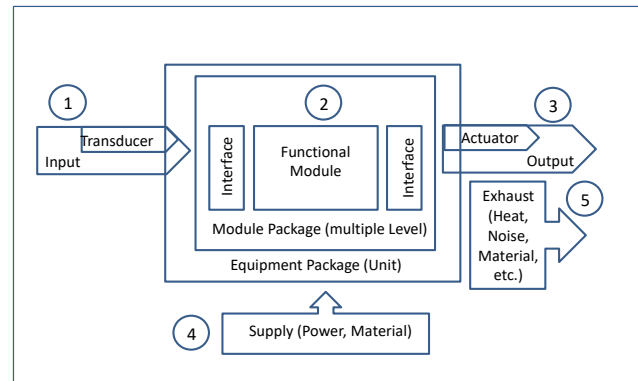 1
2
3
Transducer
Input
Interface
Functional
Module
Interface
Actuator
Output
Module Package (multiple Level)
Equipment Package (Unit)
Exhaust
(Heat,
Noise,
Material,
etc.)
5
4
Supply (Power, Material)